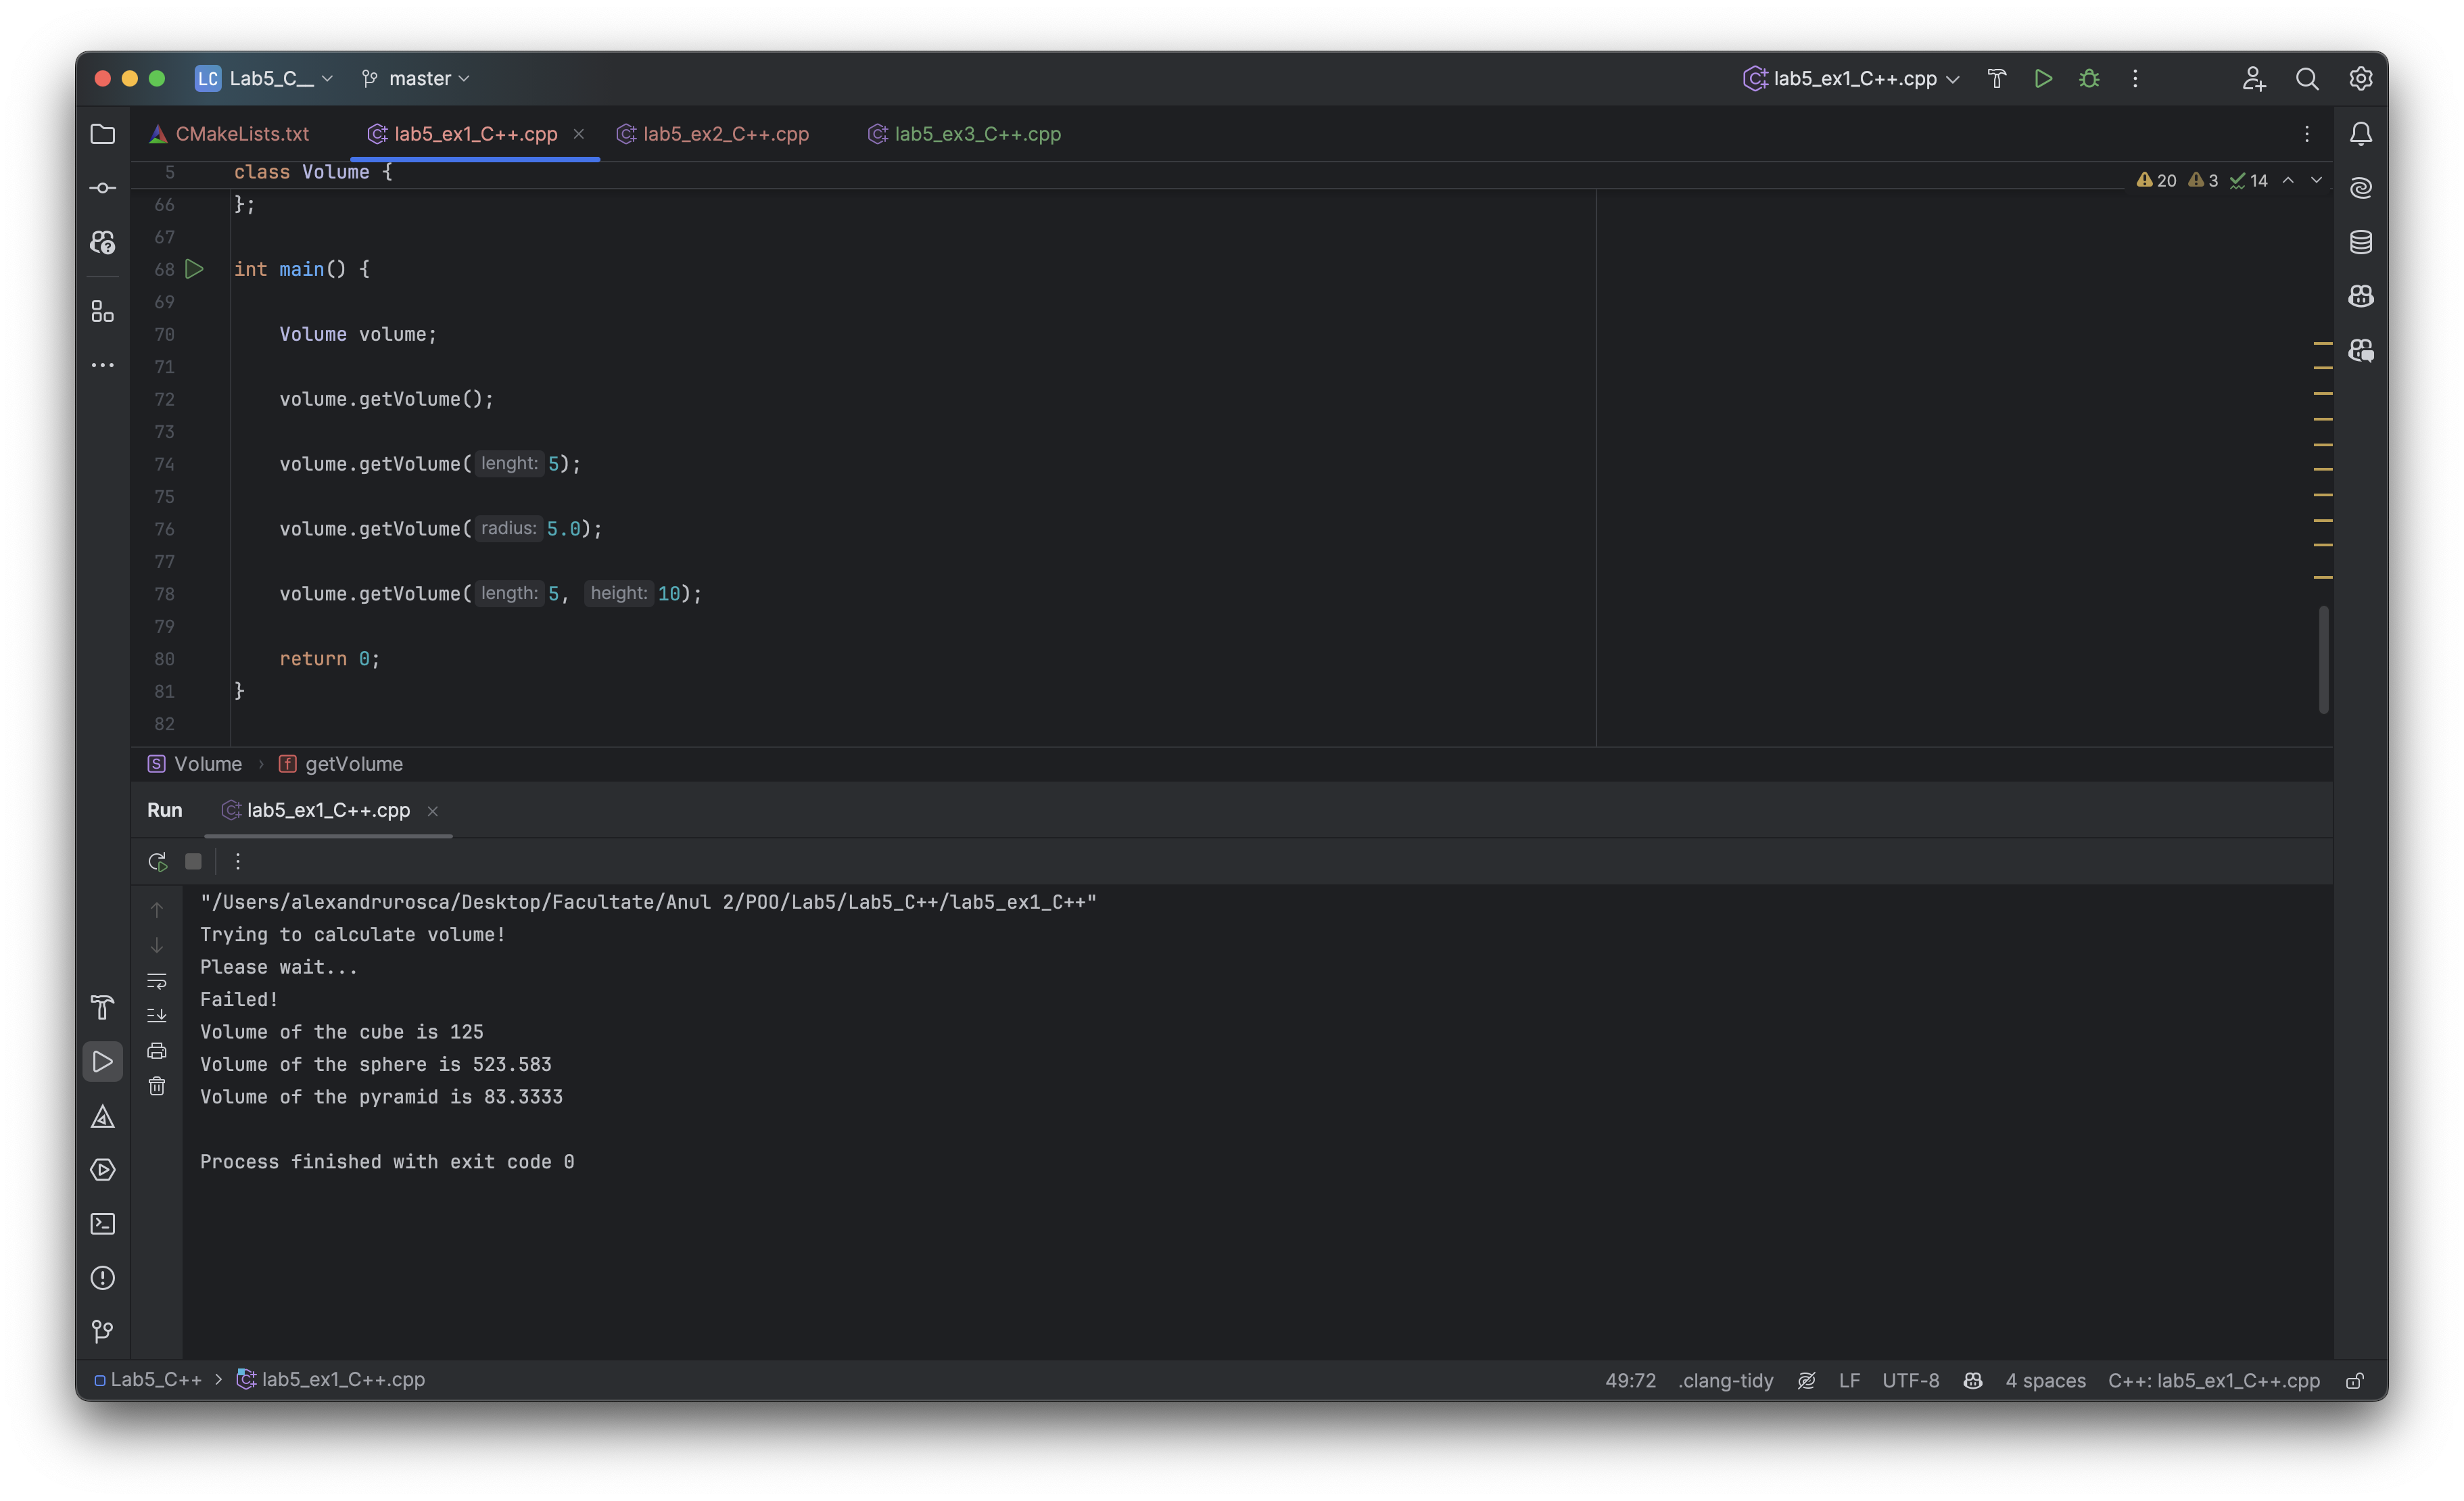 LC Lab5_C__ master lab5_ex1_C++.cpp
CMakeLists.txt lab5_ex1_C++.cpp lab5_ex2_C++.cpp lab5_ex3_C++.cpp
5 class Volume {
20 3 14
66 };
67
68 int main() {
69
70 Volume volume;
71
72 volume.getVolume();
73
74 volume.getVolume( lenght: 5);
75
76 volume.getVolume( radius: 5.0);
77
78 volume.getVolume( length: 5, height: 10);
79
80 return 0;
81 }
82
S Volume › f getVolume
Run lab5_ex1_C++.cpp
"/Users/alexandrurosca/Desktop/Facultate/Anul 2/POO/Lab5/Lab5_C++/lab5_ex1_C++"
Trying to calculate volume!
Please wait...
Failed!
Volume of the cube is 125
Volume of the sphere is 523.583
Volume of the pyramid is 83.3333
Process finished with exit code 0
Lab5_C++ > lab5_ex1_C++.cpp 49:72 .clang-tidy LF UTF-8 4 spaces C++: lab5_ex1_C++.cpp